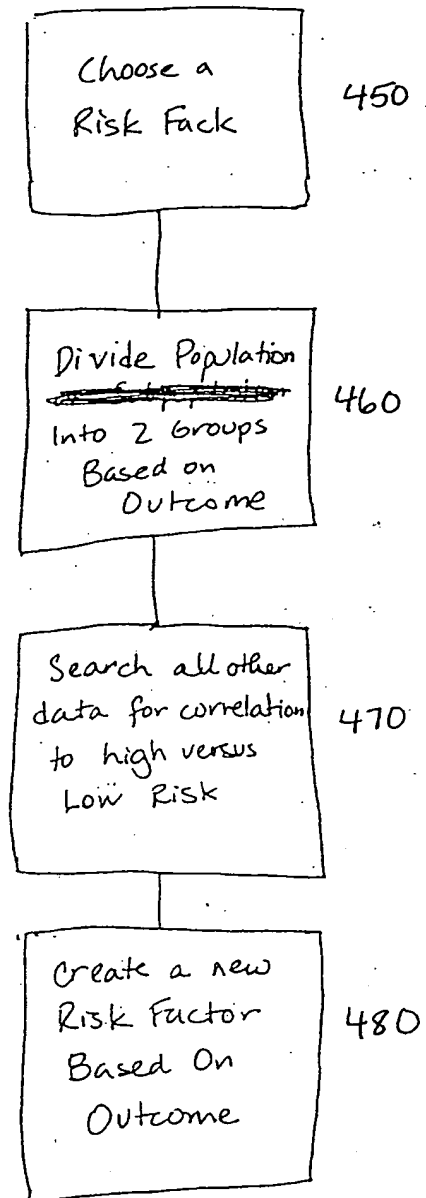 Choose a
Risk Fack
450
Divide Population
Into 2 Groups
Based on
Outcome
460
Search all other
data for correlation
to high versus
Low Risk
470
Create a new
Risk Factor
Based On
Outcome
480